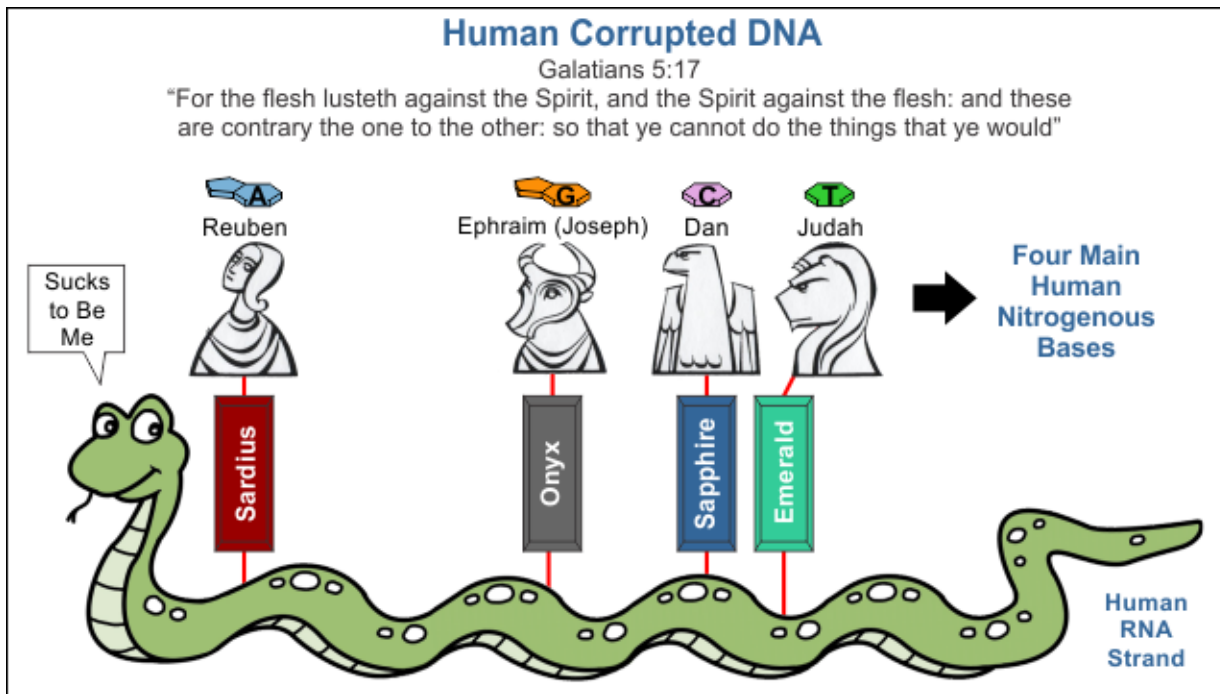 Human Corrupted DNA
Galatians 5:17
“For the flesh lusteth against the Spirit, and the Spirit against the flesh: and these
are contrary the one to the other: so that ye cannot do the things that ye would”
A
G
C
T
Reuben
Ephraim (Joseph)
Dan
Judah
Sucks
to Be
Me
Four Main
Human
Nitrogenous
Bases
Sardius
Onyx
Sapphire
Emerald
Human
RNA
Strand